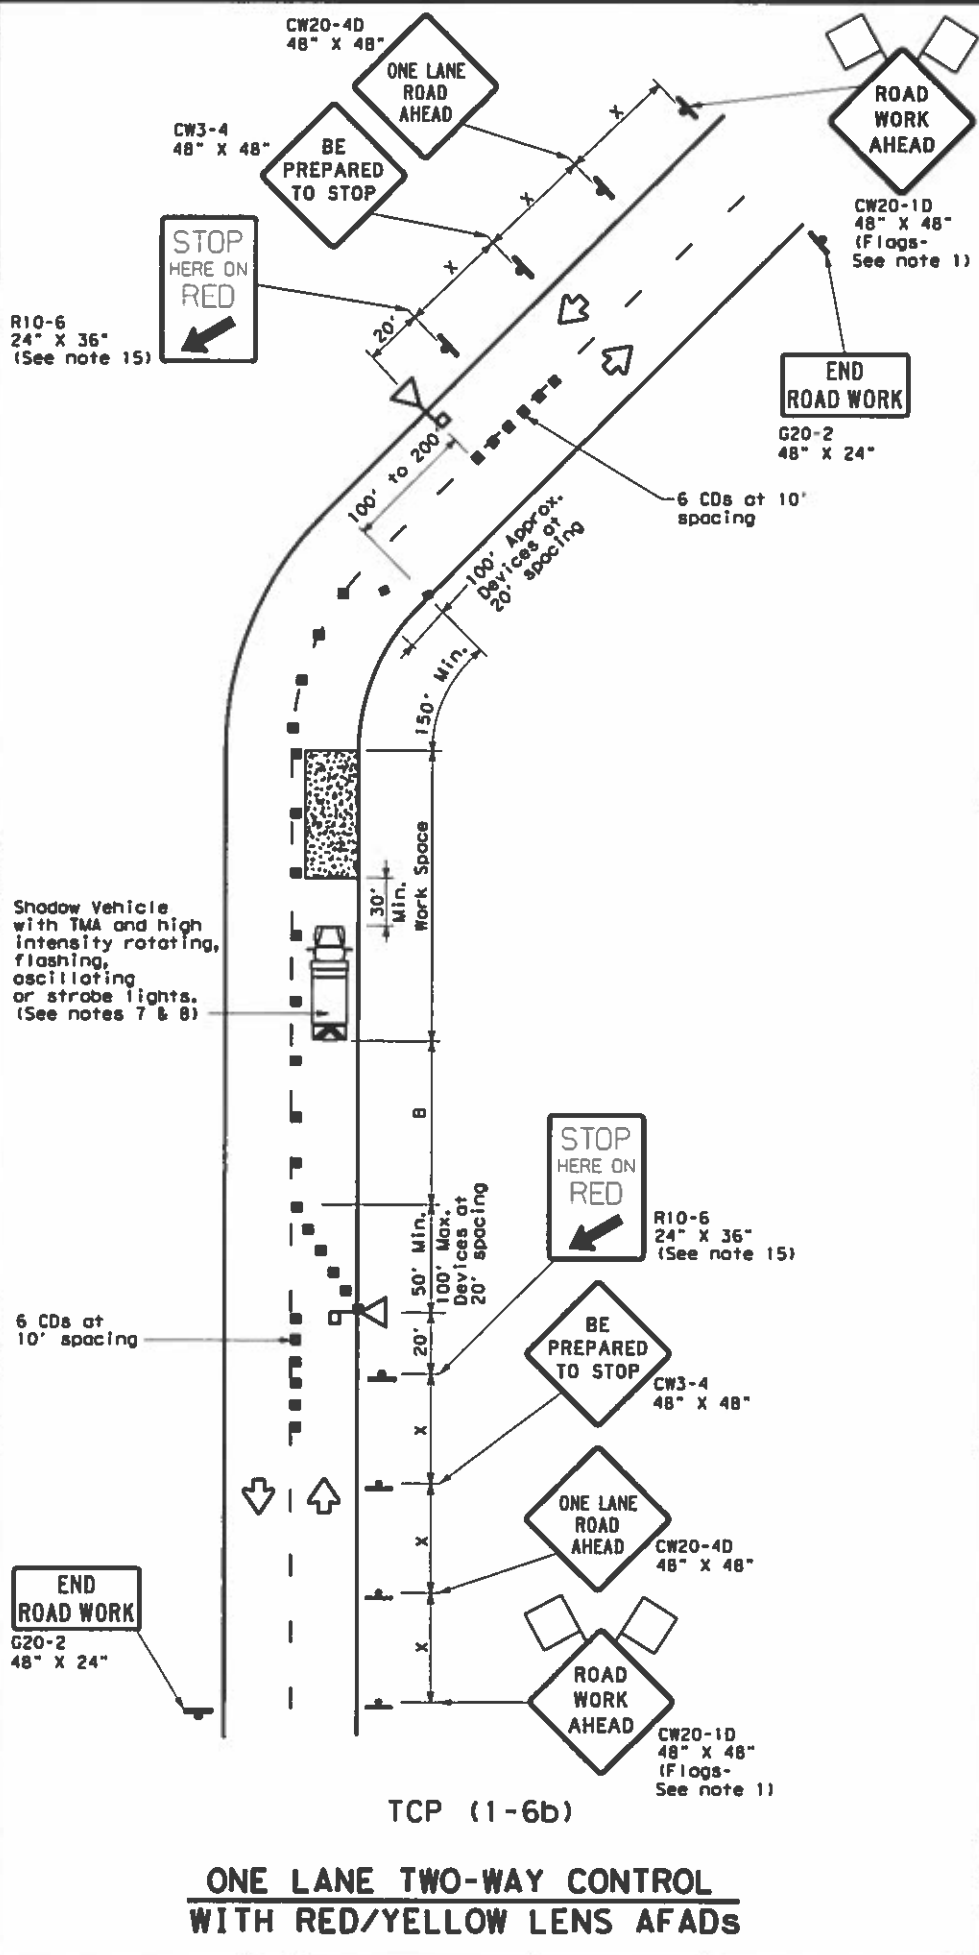 CW20-4D
48" X 48"
ONE LANE
ROAD
AHEAD
CW3-4
48" X 48"
BE
PREPARED
TO STOP
ROAD
WORK
AHEAD
CW20-1D
48" X 48"
(Flags-
See note 1)
STOP
HERE ON
RED
R10-6
24" X 36"
(See note 15)
X
X
X
20'
END
ROAD WORK
G20-2
48" X 24"
100' to 200'
6 CDs at 10'
spacing
100' Approx.
Devices at
20' spacing
150' Min.
Work Space
30'
Min.
Shadow Vehicle
with TMA and high
intensity rotating,
flashing,
oscillating
or strobe lights.
(See notes 7 & 8)
B
STOP
HERE ON
RED
R10-6
24" X 36"
(See note 15)
50' Min.
100' Max.
Devices at
20' spacing
6 CDs at
10' spacing
20'
BE
PREPARED
TO STOP
CW3-4
48" X 48"
X
ONE LANE
ROAD
AHEAD
CW20-4D
48" X 48"
X
END
ROAD WORK
G20-2
48" X 24"
X
ROAD
WORK
AHEAD
CW20-1D
48" X 48"
(Flags-
See note 1)
TCP (1-6b)
ONE LANE TWO-WAY CONTROL
WITH RED/YELLOW LENS AFADs